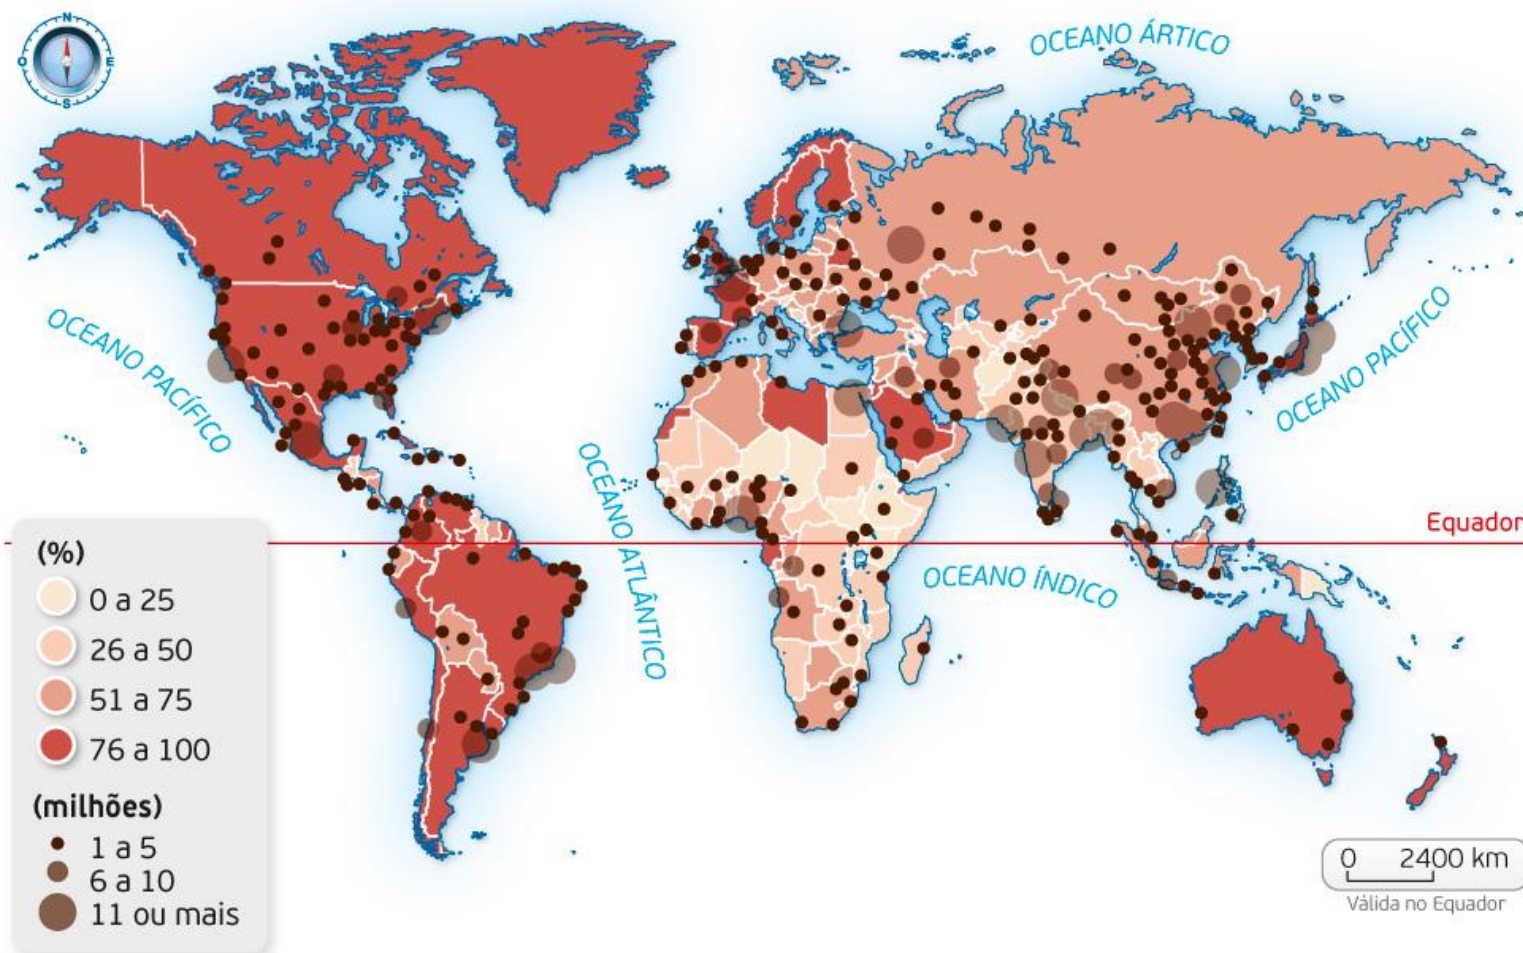 N
O
E
S
OCEANO ÁRTICO
OCEANO PACÍFICO
OCEANO PACÍFICO
OCEANO ATLÂNTICO
Equador
OCEANO ÍNDICO
(%)
0 a 25
26 a 50
51 a 75
76 a 100
(milhões)
1 a 5
6 a 10
11 ou mais
0 2400 km
Válida no Equador